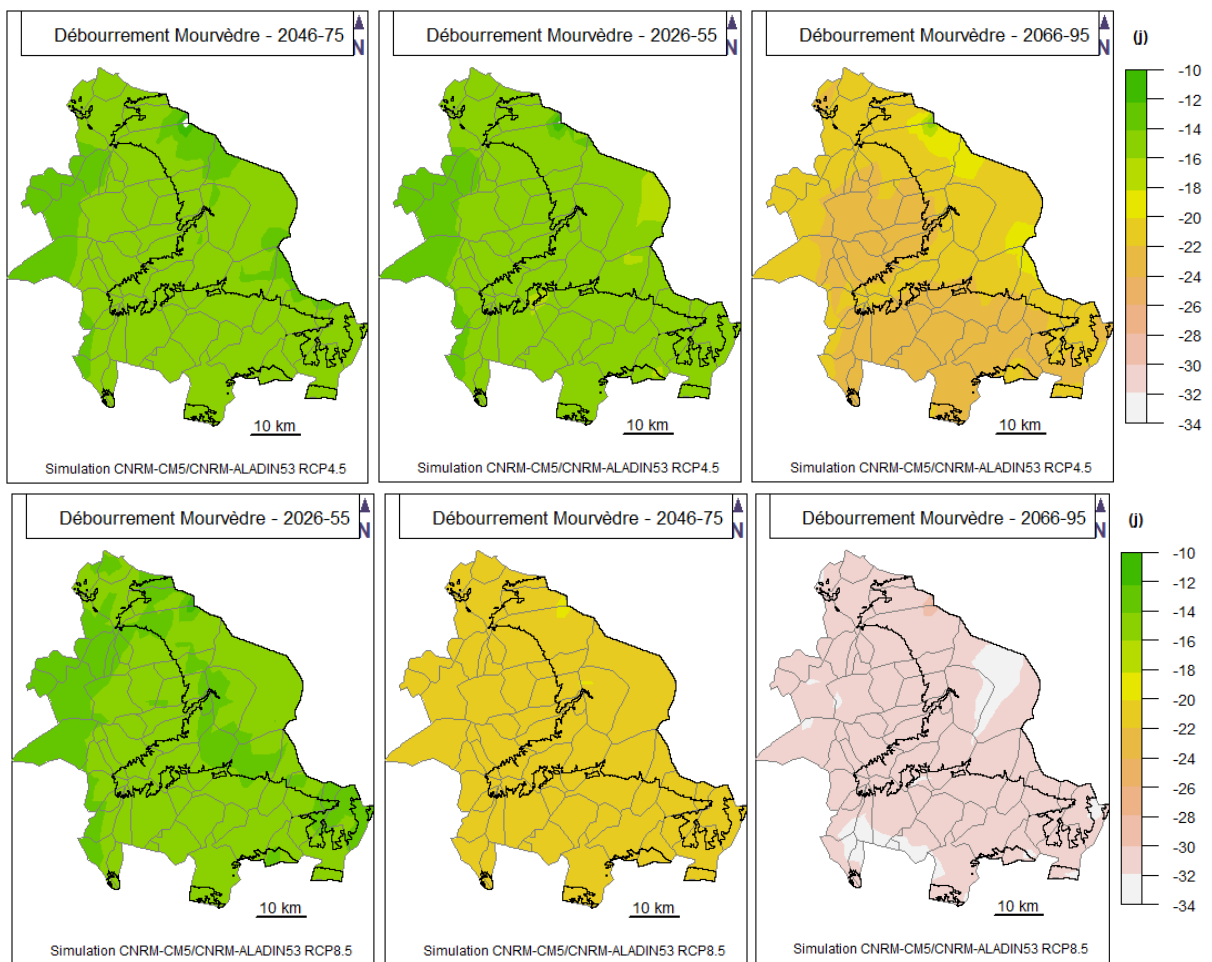 Débourrement Mourvèdre - 2046-75
N
10 km
Simulation CNRM-CM5/CNRM-ALADIN53 RCP4.5
Débourrement Mourvèdre - 2026-55
N
10 km
Simulation CNRM-CM5/CNRM-ALADIN53 RCP4.5
Débourrement Mourvèdre - 2066-95
N
10 km
Simulation CNRM-CM5/CNRM-ALADIN53 RCP4.5
(j)
-10
-12
-14
-16
-18
-20
-22
-24
-26
-28
-30
-32
-34
Débourrement Mourvèdre - 2026-55
N
10 km
Simulation CNRM-CM5/CNRM-ALADIN53 RCP8.5
Débourrement Mourvèdre - 2046-75
N
10 km
Simulation CNRM-CM5/CNRM-ALADIN53 RCP8.5
Débourrement Mourvèdre - 2066-95
N
10 km
Simulation CNRM-CM5/CNRM-ALADIN53 RCP8.5
(j)
-10
-12
-14
-16
-18
-20
-22
-24
-26
-28
-30
-32
-34